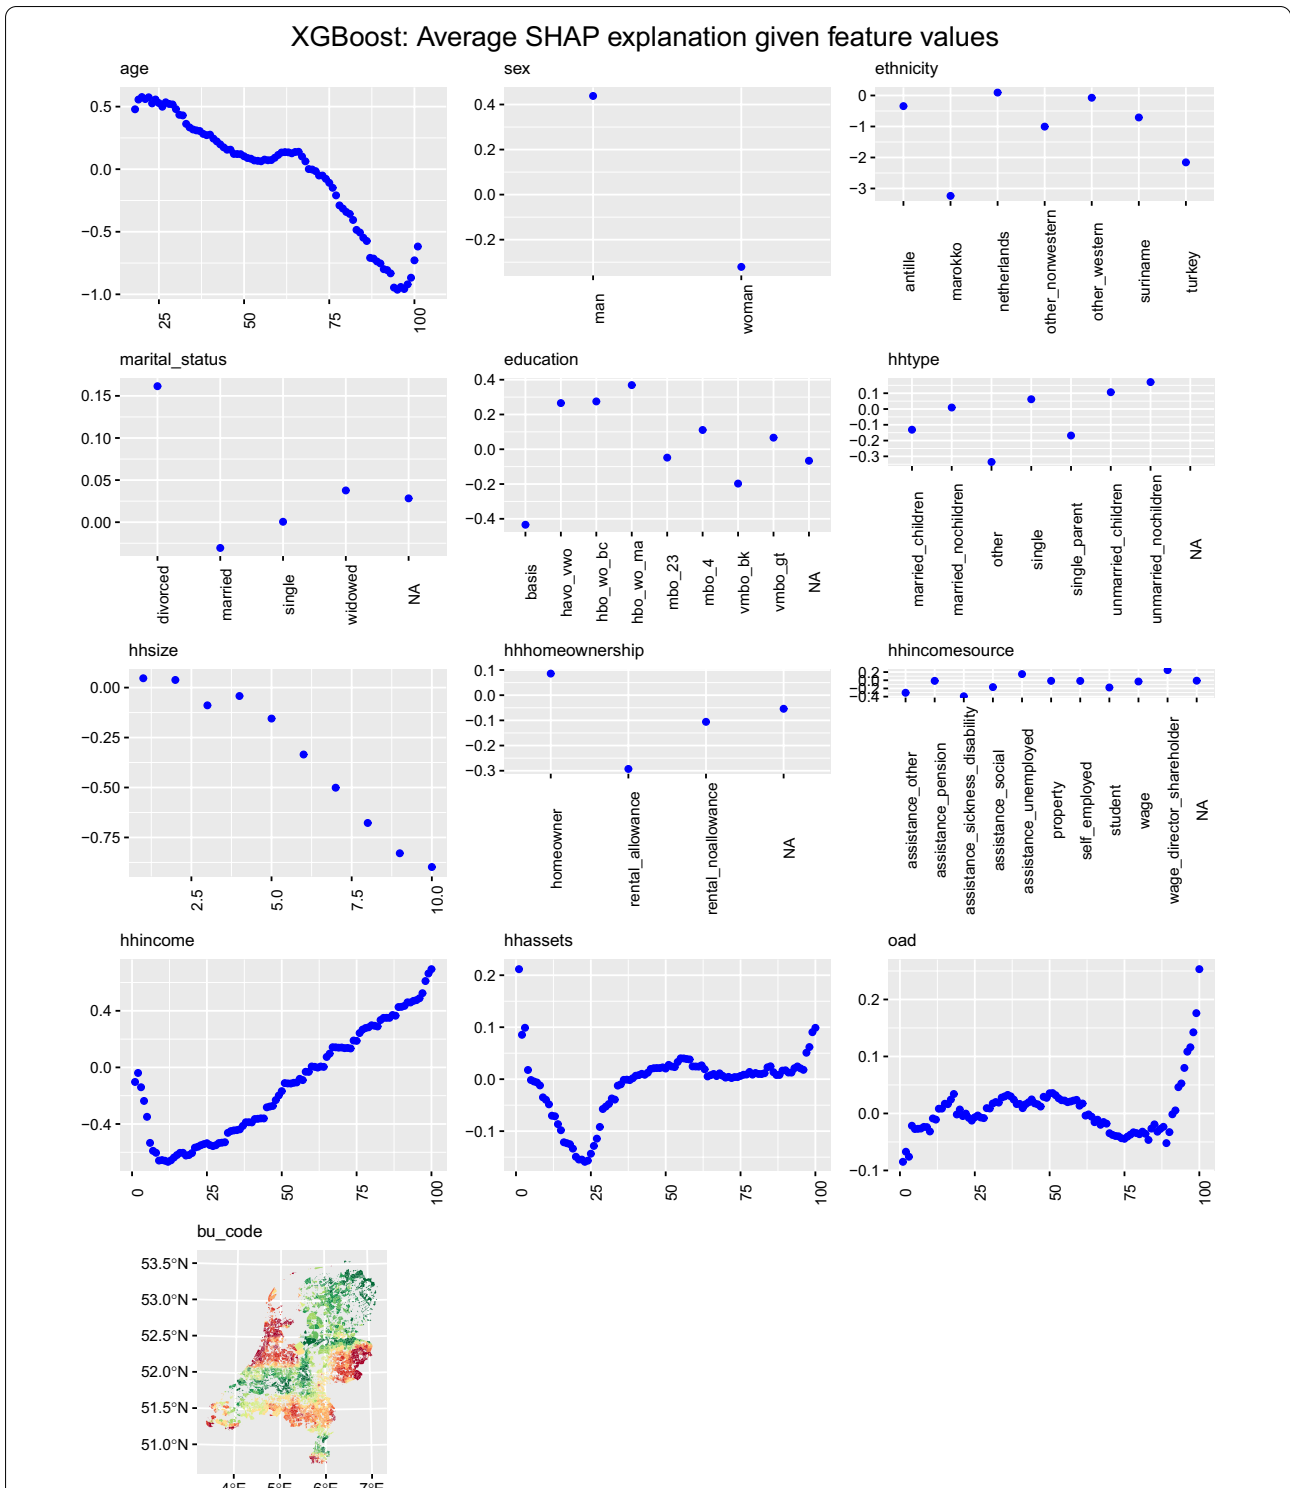 XGBoost: Average SHAP explanation given feature values
age
0.5
0.0
−0.5
−1.0
25
50
75
100
sex
0.4
0.2
0.0
−0.2
man
woman
ethnicity
0
−1
−2
−3
antille
marokko
netherlands
other_nonwestern
other_western
suriname
turkey
marital_status
0.15
0.10
0.05
0.00
divorced
married
single
widowed
NA
education
0.4
0.2
0.0
−0.2
−0.4
basis
havo_vwo
hbo_wo_bc
hbo_wo_ma
mbo_23
mbo_4
vmbo_bk
vmbo_gt
NA
hhtype
0.1
0.0
−0.1
−0.2
−0.3
married_children
married_nochildren
other
single
single_parent
unmarried_children
unmarried_nochildren
NA
hhsize
0.00
−0.25
−0.50
−0.75
2.5
5.0
7.5
10.0
hhhomeownership
0.1
0.0
−0.1
−0.2
−0.3
homeowner
rental_allowance
rental_noallowance
NA
hhincomesource
0.2
0.0
−0.2
−0.4
assistance_other
assistance_pension
assistance_sickness_disability
assistance_social
assistance_unemployed
property
self_employed
student
wage
wage_director_shareholder
NA
hhincome
0.4
0.0
−0.4
0
25
50
75
100
hhassets
0.2
0.1
0.0
−0.1
0
25
50
75
100
oad
0.2
0.1
0.0
−0.1
0
25
50
75
100
bu_code
53.5°N
53.0°N
52.5°N
52.0°N
51.5°N
51.0°N
4°E
5°E
6°E
7°E